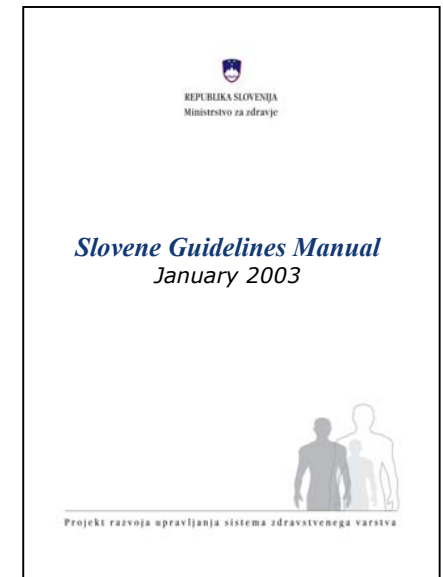 REPUBLIKA SLOVENIJA
Ministrstvo za zdravje
Slovene Guidelines Manual
January 2003
Projekt razvoja upravljanja sistema zdravstvenega varstva